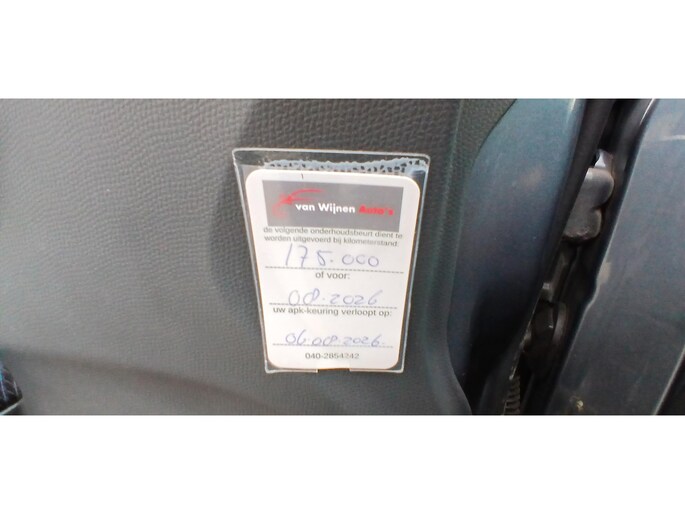 van Wijnen Auto's
de volgende onderhoudsbeurt dient te
worden uitgevoerd bij kilometerstand:
175.000
of voor:
08-2026
uw apk-keuring verloopt op:
06-08-2026.
040-2854242